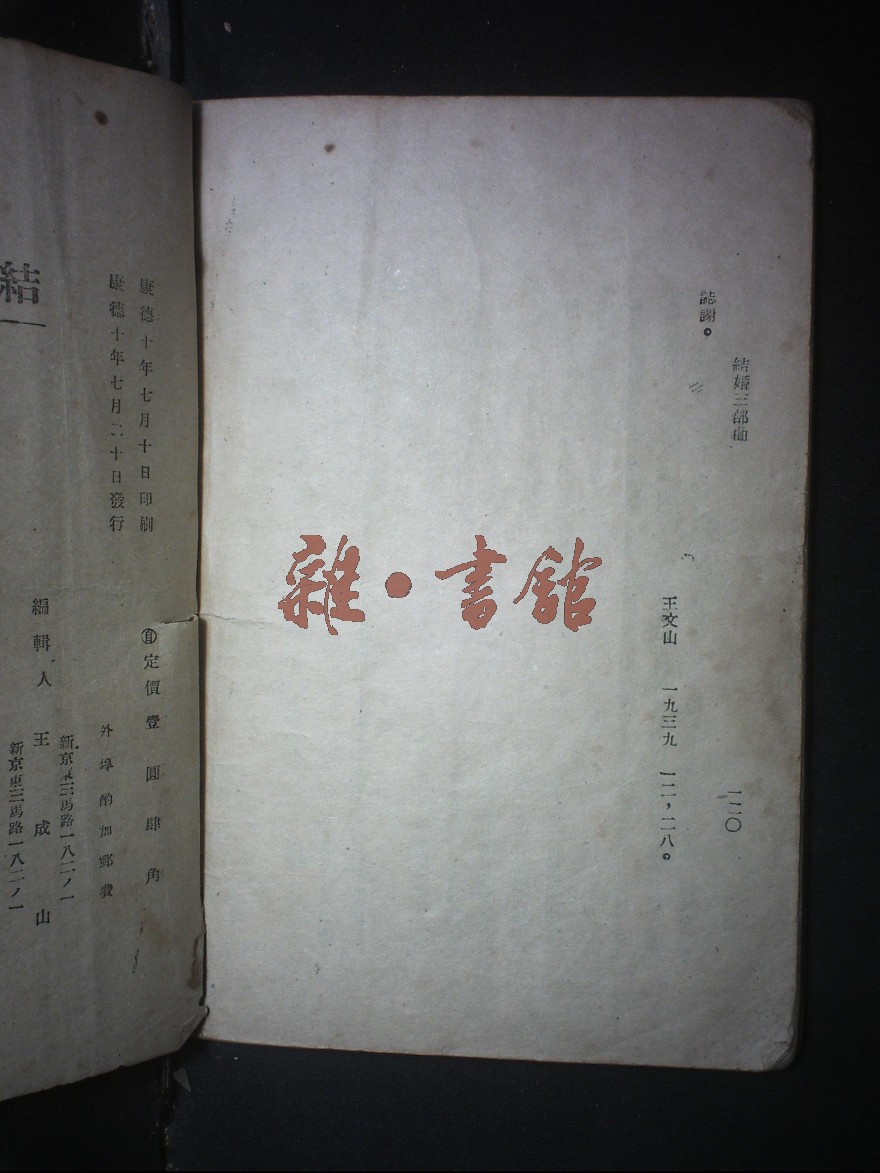 結婚三部曲
一二〇
誌謝。
王文山　一九三九　一二，二八。
雜·書館
康德十年七月十日印刷
康德十年七月二十日發行
定價壹圓肆角
外埠酌加郵費
新京東三馬路一八二ノ一
編輯人　王成山
新京東三馬路一八二ノ一
結